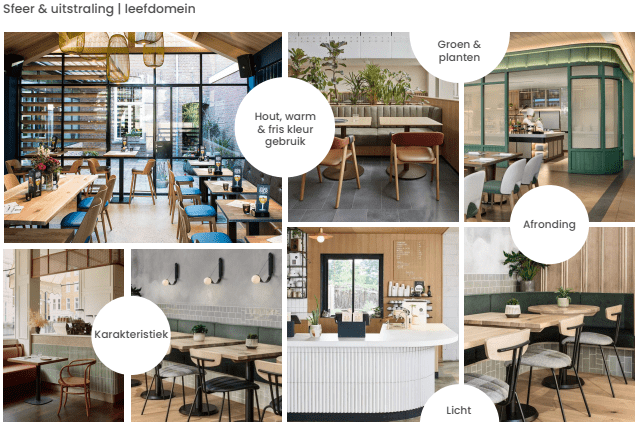 Sfeer & uitstraling | leefdomein
Groen &
planten
Hout, warm
& fris kleur
gebruik
Afronding
Karakteristiek
Licht